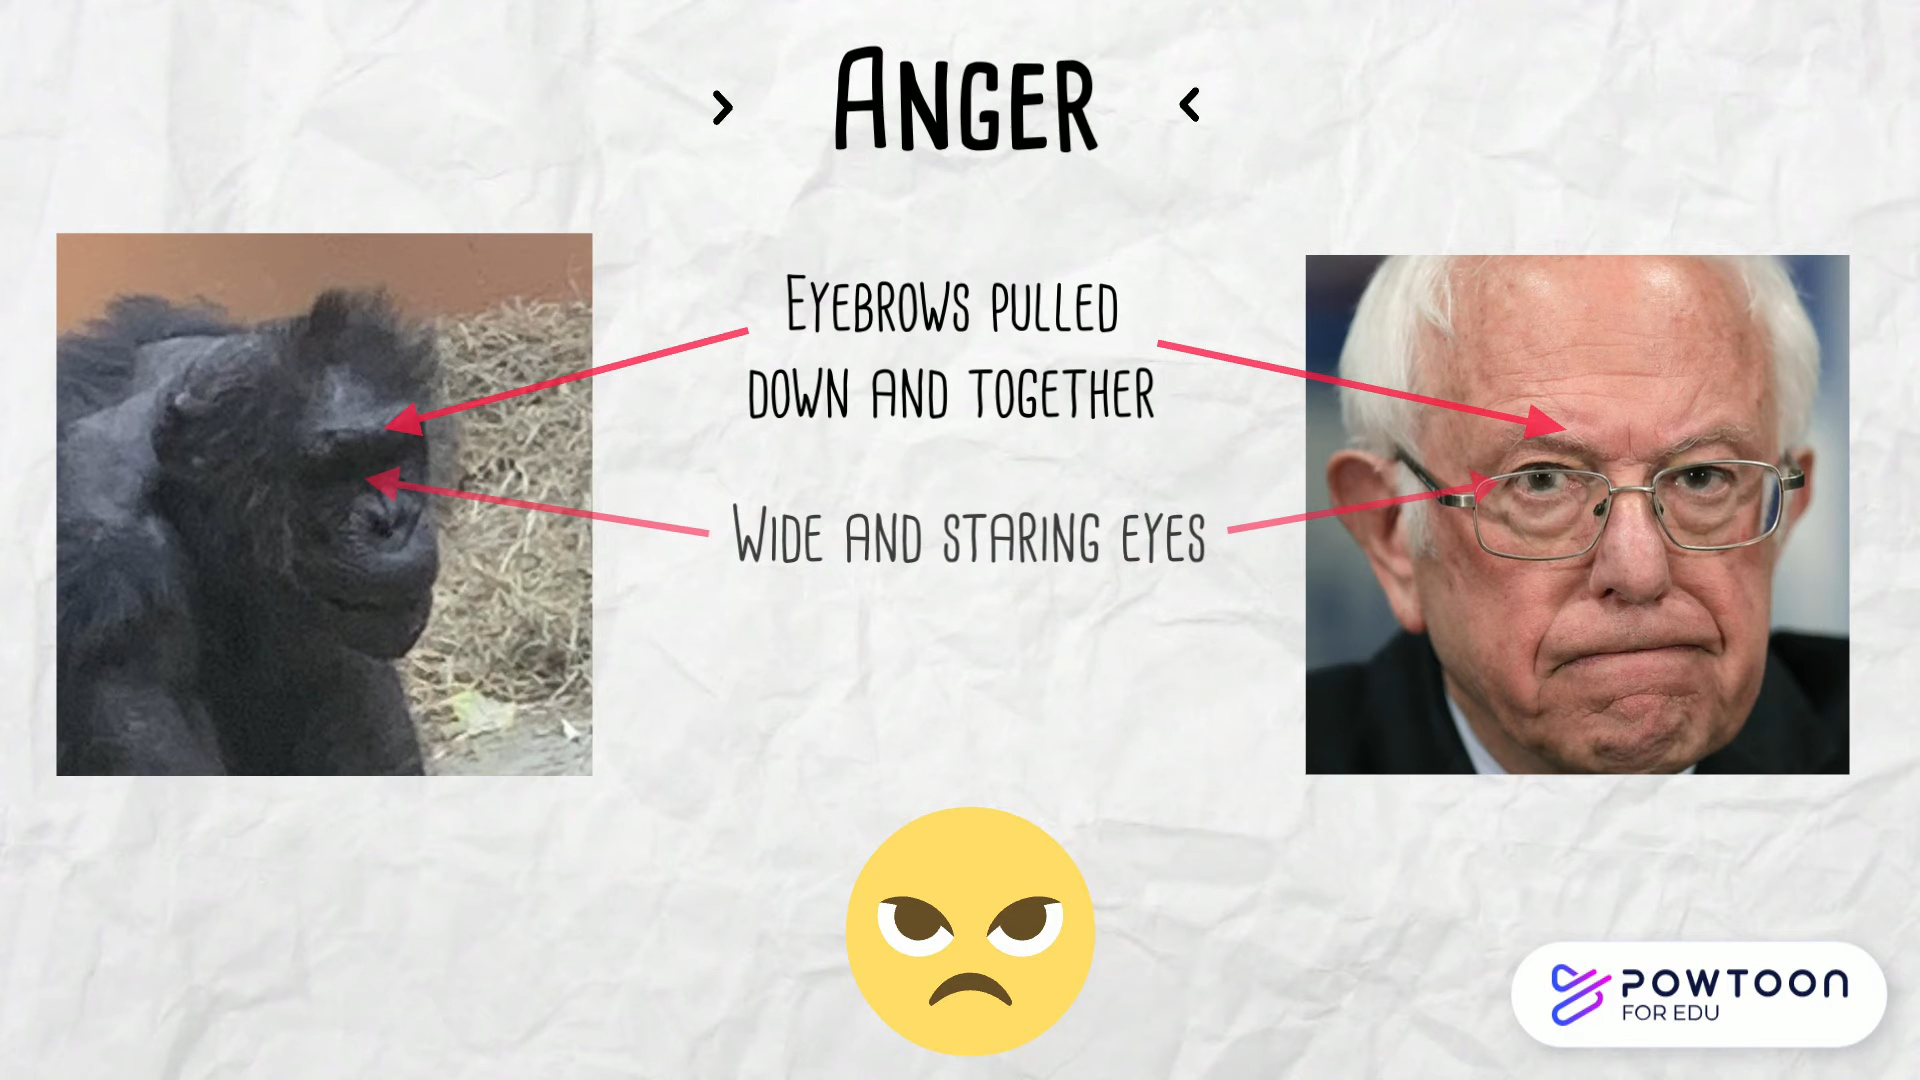 > ANGER <
EYEBROWS PULLED
DOWN AND TOGETHER
WIDE AND STARING EYES
POWTOON
FOR EDU